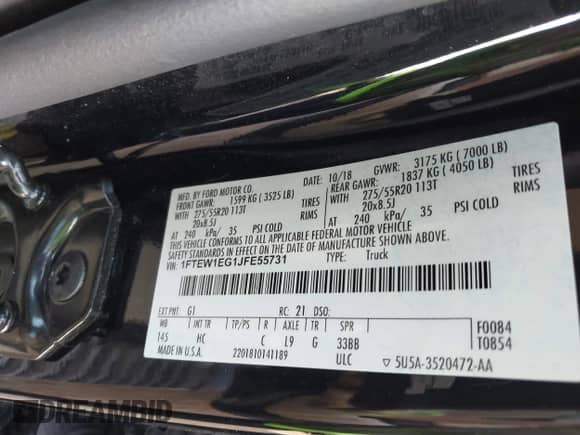 MFD. BY FORD MOTOR CO. DATE: 10/18 GVWR: 3175 KG ( 7000 LB)
FRONT GAWR: 1599 KG ( 3525 LB) REAR GAWR: 1837 KG ( 4050 LB)
WITH 275/55R20 113T TIRES WITH 275/55R20 113T TIRES
20x8.5J RIMS 20x8.5J RIMS
AT 240 kPa/ 35 PSI COLD AT 240 kPa/ 35 PSI COLD
THIS VEHICLE CONFORMS TO ALL APPLICABLE FEDERAL MOTOR VEHICLE
SAFETY, BUMPER, AND THEFT PREVENTION STANDARDS IN EFFECT ON THE DATE OF MANUFACTURE SHOWN ABOVE.
VIN: 1FTEW1EG1JFE55731 TYPE: Truck
EXT PNT: G1 RC: 21 DSO:
WB INT TR TP/PS R AXLE TR SPR F0084
145 HC C L9 G 33BB T0854
MADE IN U.S.A. 2201810141189 ULC ▽ 5U5A-3520472-AA
DREAMBID